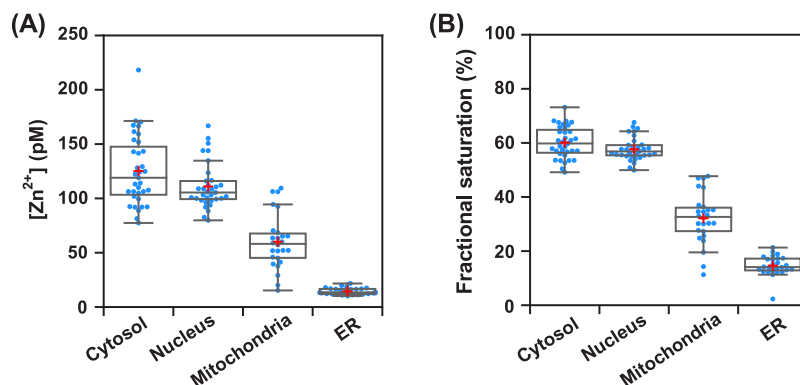 (A)
250
200
150
100
50
0
[Zn²⁺] (pM)
Cytosol
Nucleus
Mitochondria
ER
(B)
100
80
60
40
20
0
Fractional saturation (%)
Cytosol
Nucleus
Mitochondria
ER